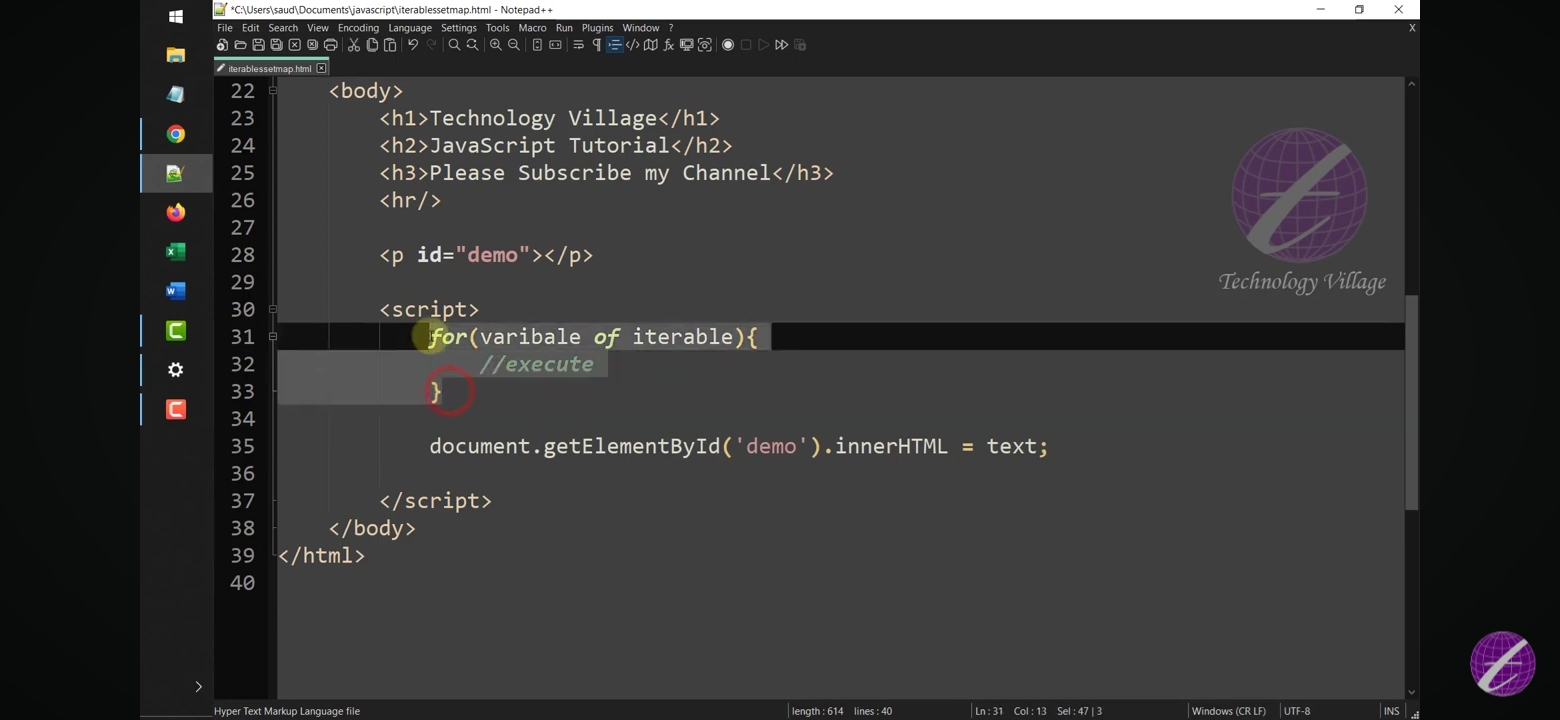 *C:\Users\saud\Documents\javascript\iterablessetmap.html - Notepad++
File Edit Search View Encoding Language Settings Tools Macro Run Plugins Window ? X
iterablessetmap.html
22 <body>
23 <h1>Technology Village</h1>
24 <h2>JavaScript Tutorial</h2>
25 <h3>Please Subscribe my Channel</h3>
26 <hr/>
27
28 <p id="demo"></p>
29
30 <script>
31 for(varibale of iterable){
32 //execute
33 }
34
35 document.getElementById('demo').innerHTML = text;
36
37 </script>
38 </body>
39 </html>
40
Technology Village
Hyper Text Markup Language file length : 614 lines : 40 Ln : 31 Col : 13 Sel : 47 | 3 Windows (CR LF) UTF-8 INS